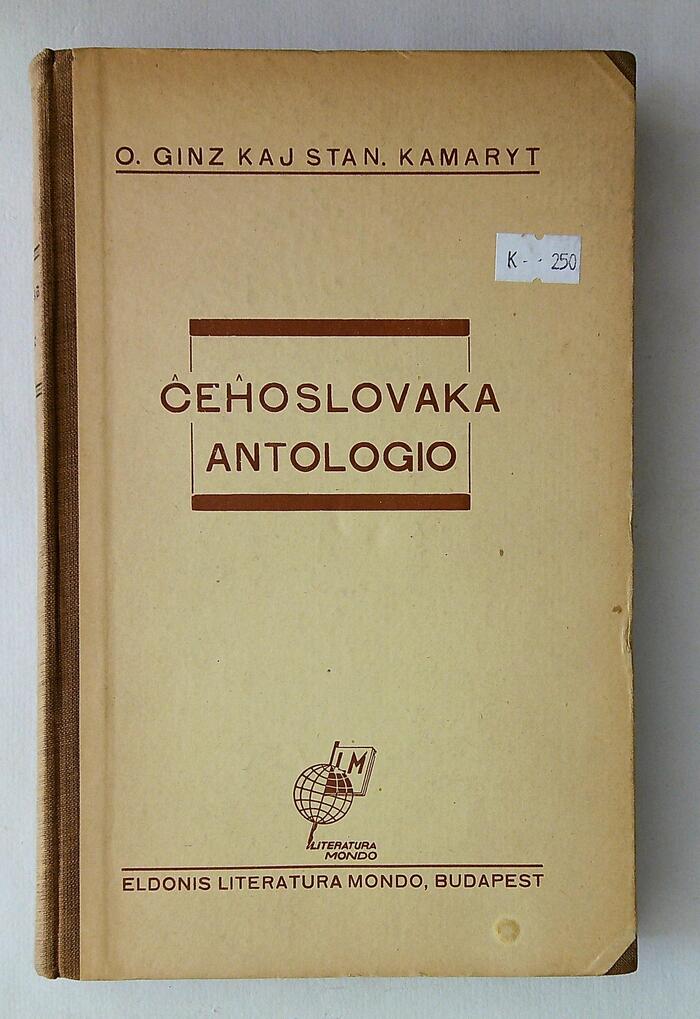 O. GINZ KAJ STAN. KAMARYT
K - - 250
ĈEĤOSLOVAKA
ANTOLOGIO
LM
LITERATURA
MONDO
ELDONIS LITERATURA MONDO, BUDAPEST